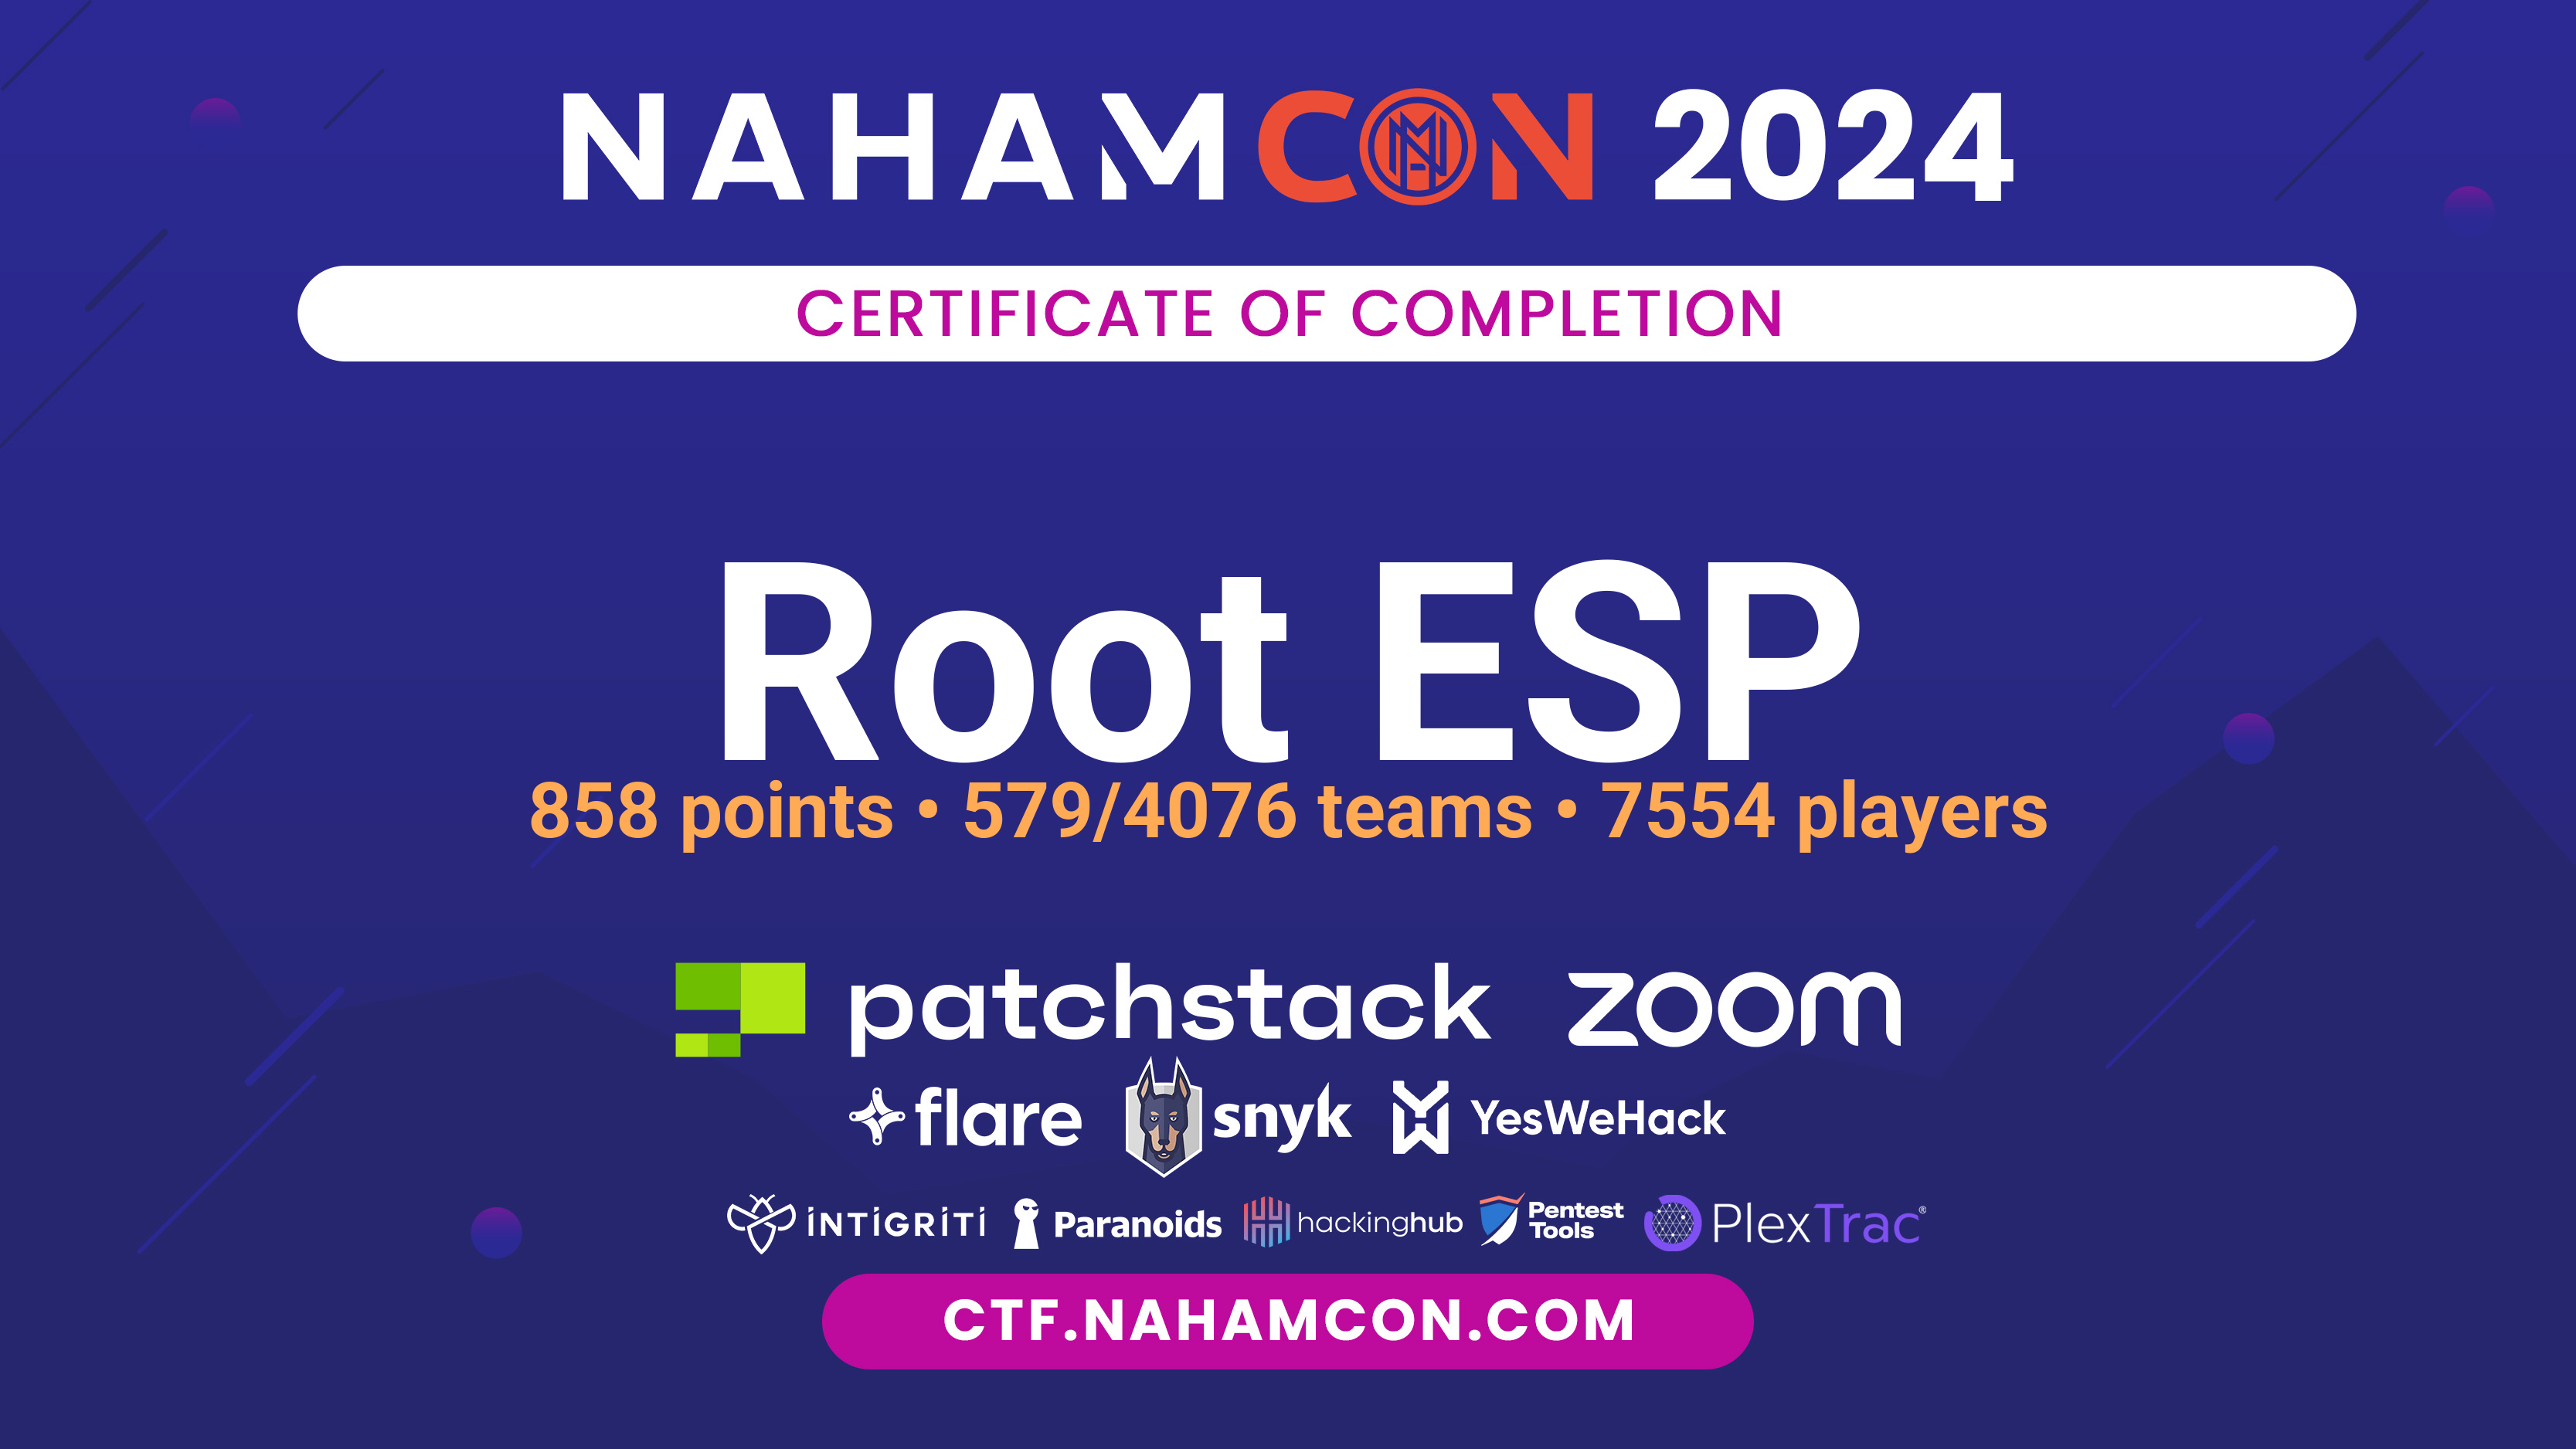 NAHAMCON 2024
CERTIFICATE OF COMPLETION
Root ESP
858 points • 579/4076 teams • 7554 players
patchstack zoom
flare snyk YesWeHack
INTIGRITI Paranoids hackinghub Pentest Tools PlexTrac®
CTF.NAHAMCON.COM